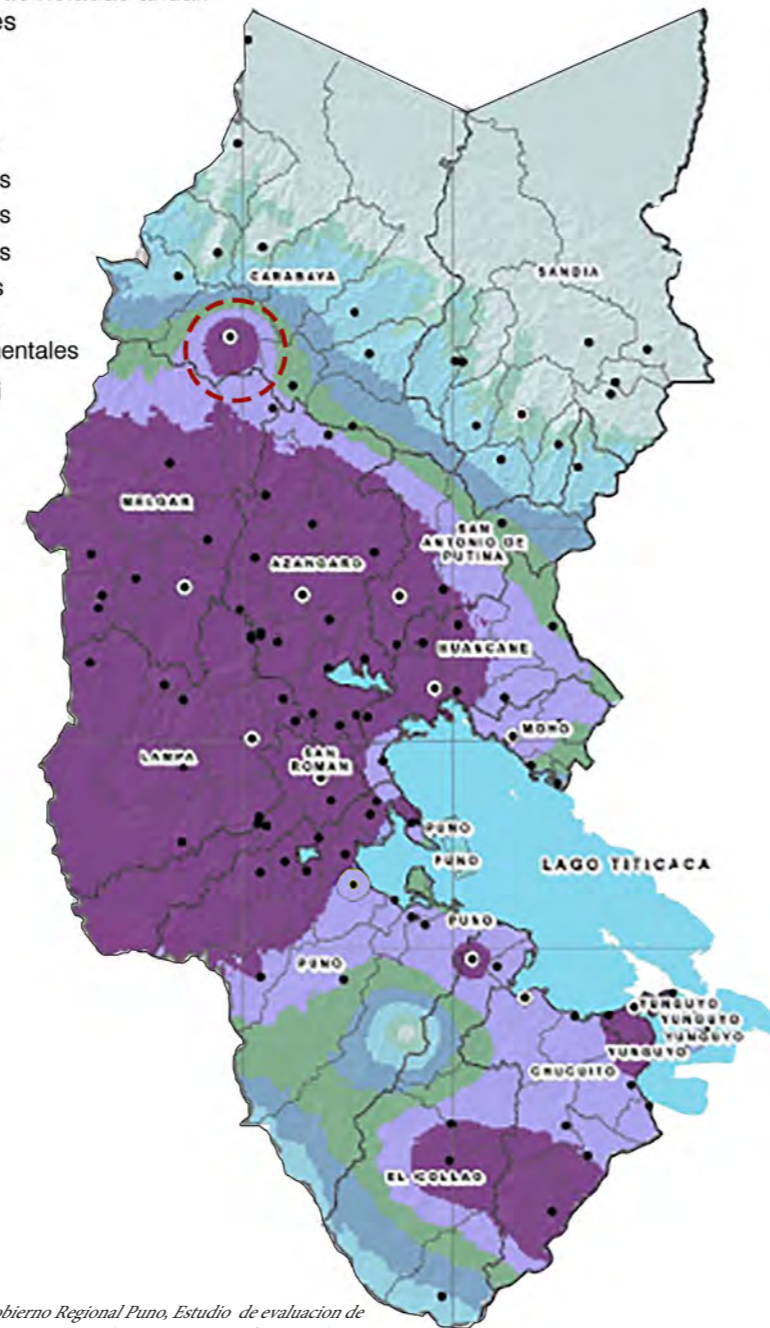 es
s
s
s
s
mentales
CARABAYA
SANDIA
MELGAR
SAN
ANTONIO DE
PUTINA
AZANGARO
HUANCANE
MOHO
LAMPA
SAN
ROMAN
PUNO
PUNO
LAGO TITICACA
PUNO
PUNO
YUNGUYO
YUNGUYO
YUNGUYO
YUNGUYO
CHUCUITO
EL COLLAO
obierno Regional Puno, Estudio de evaluacion de